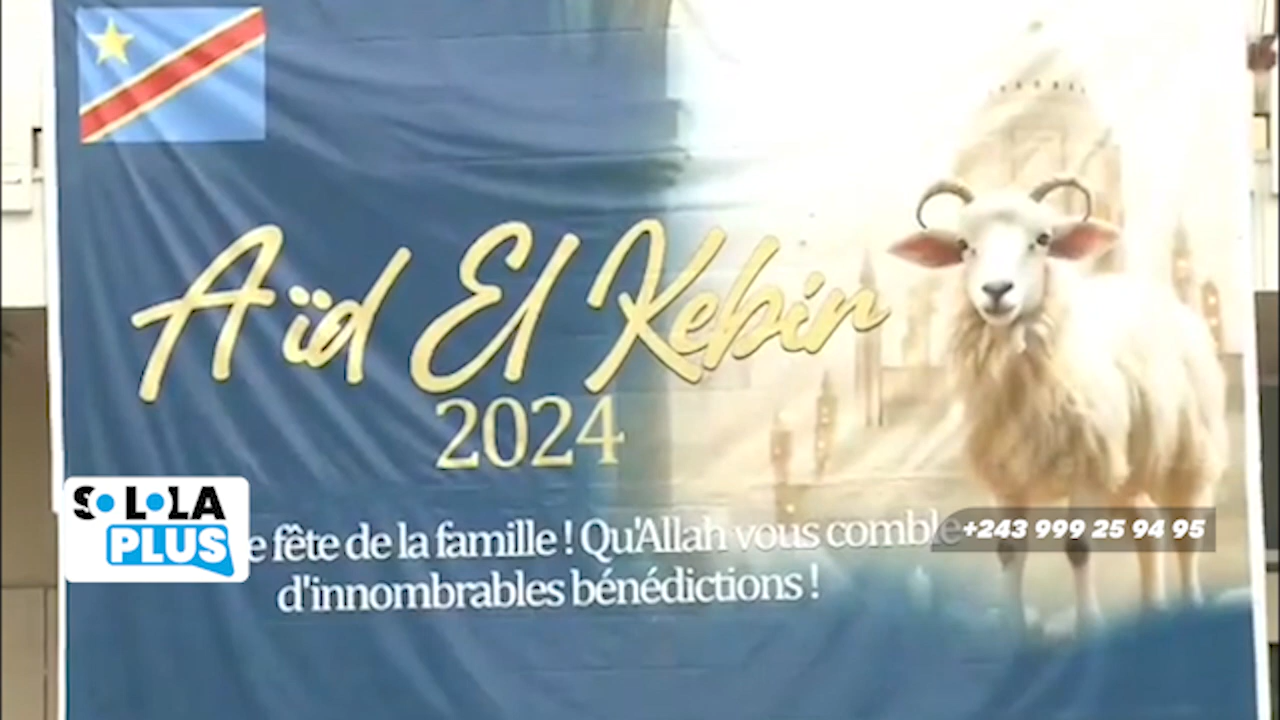 Aïd El Kebir
2024
fête de la famille ! Qu'Allah vous comble
d'innombrables bénédictions !
SOLOLA
PLUS
+243 999 25 94 95